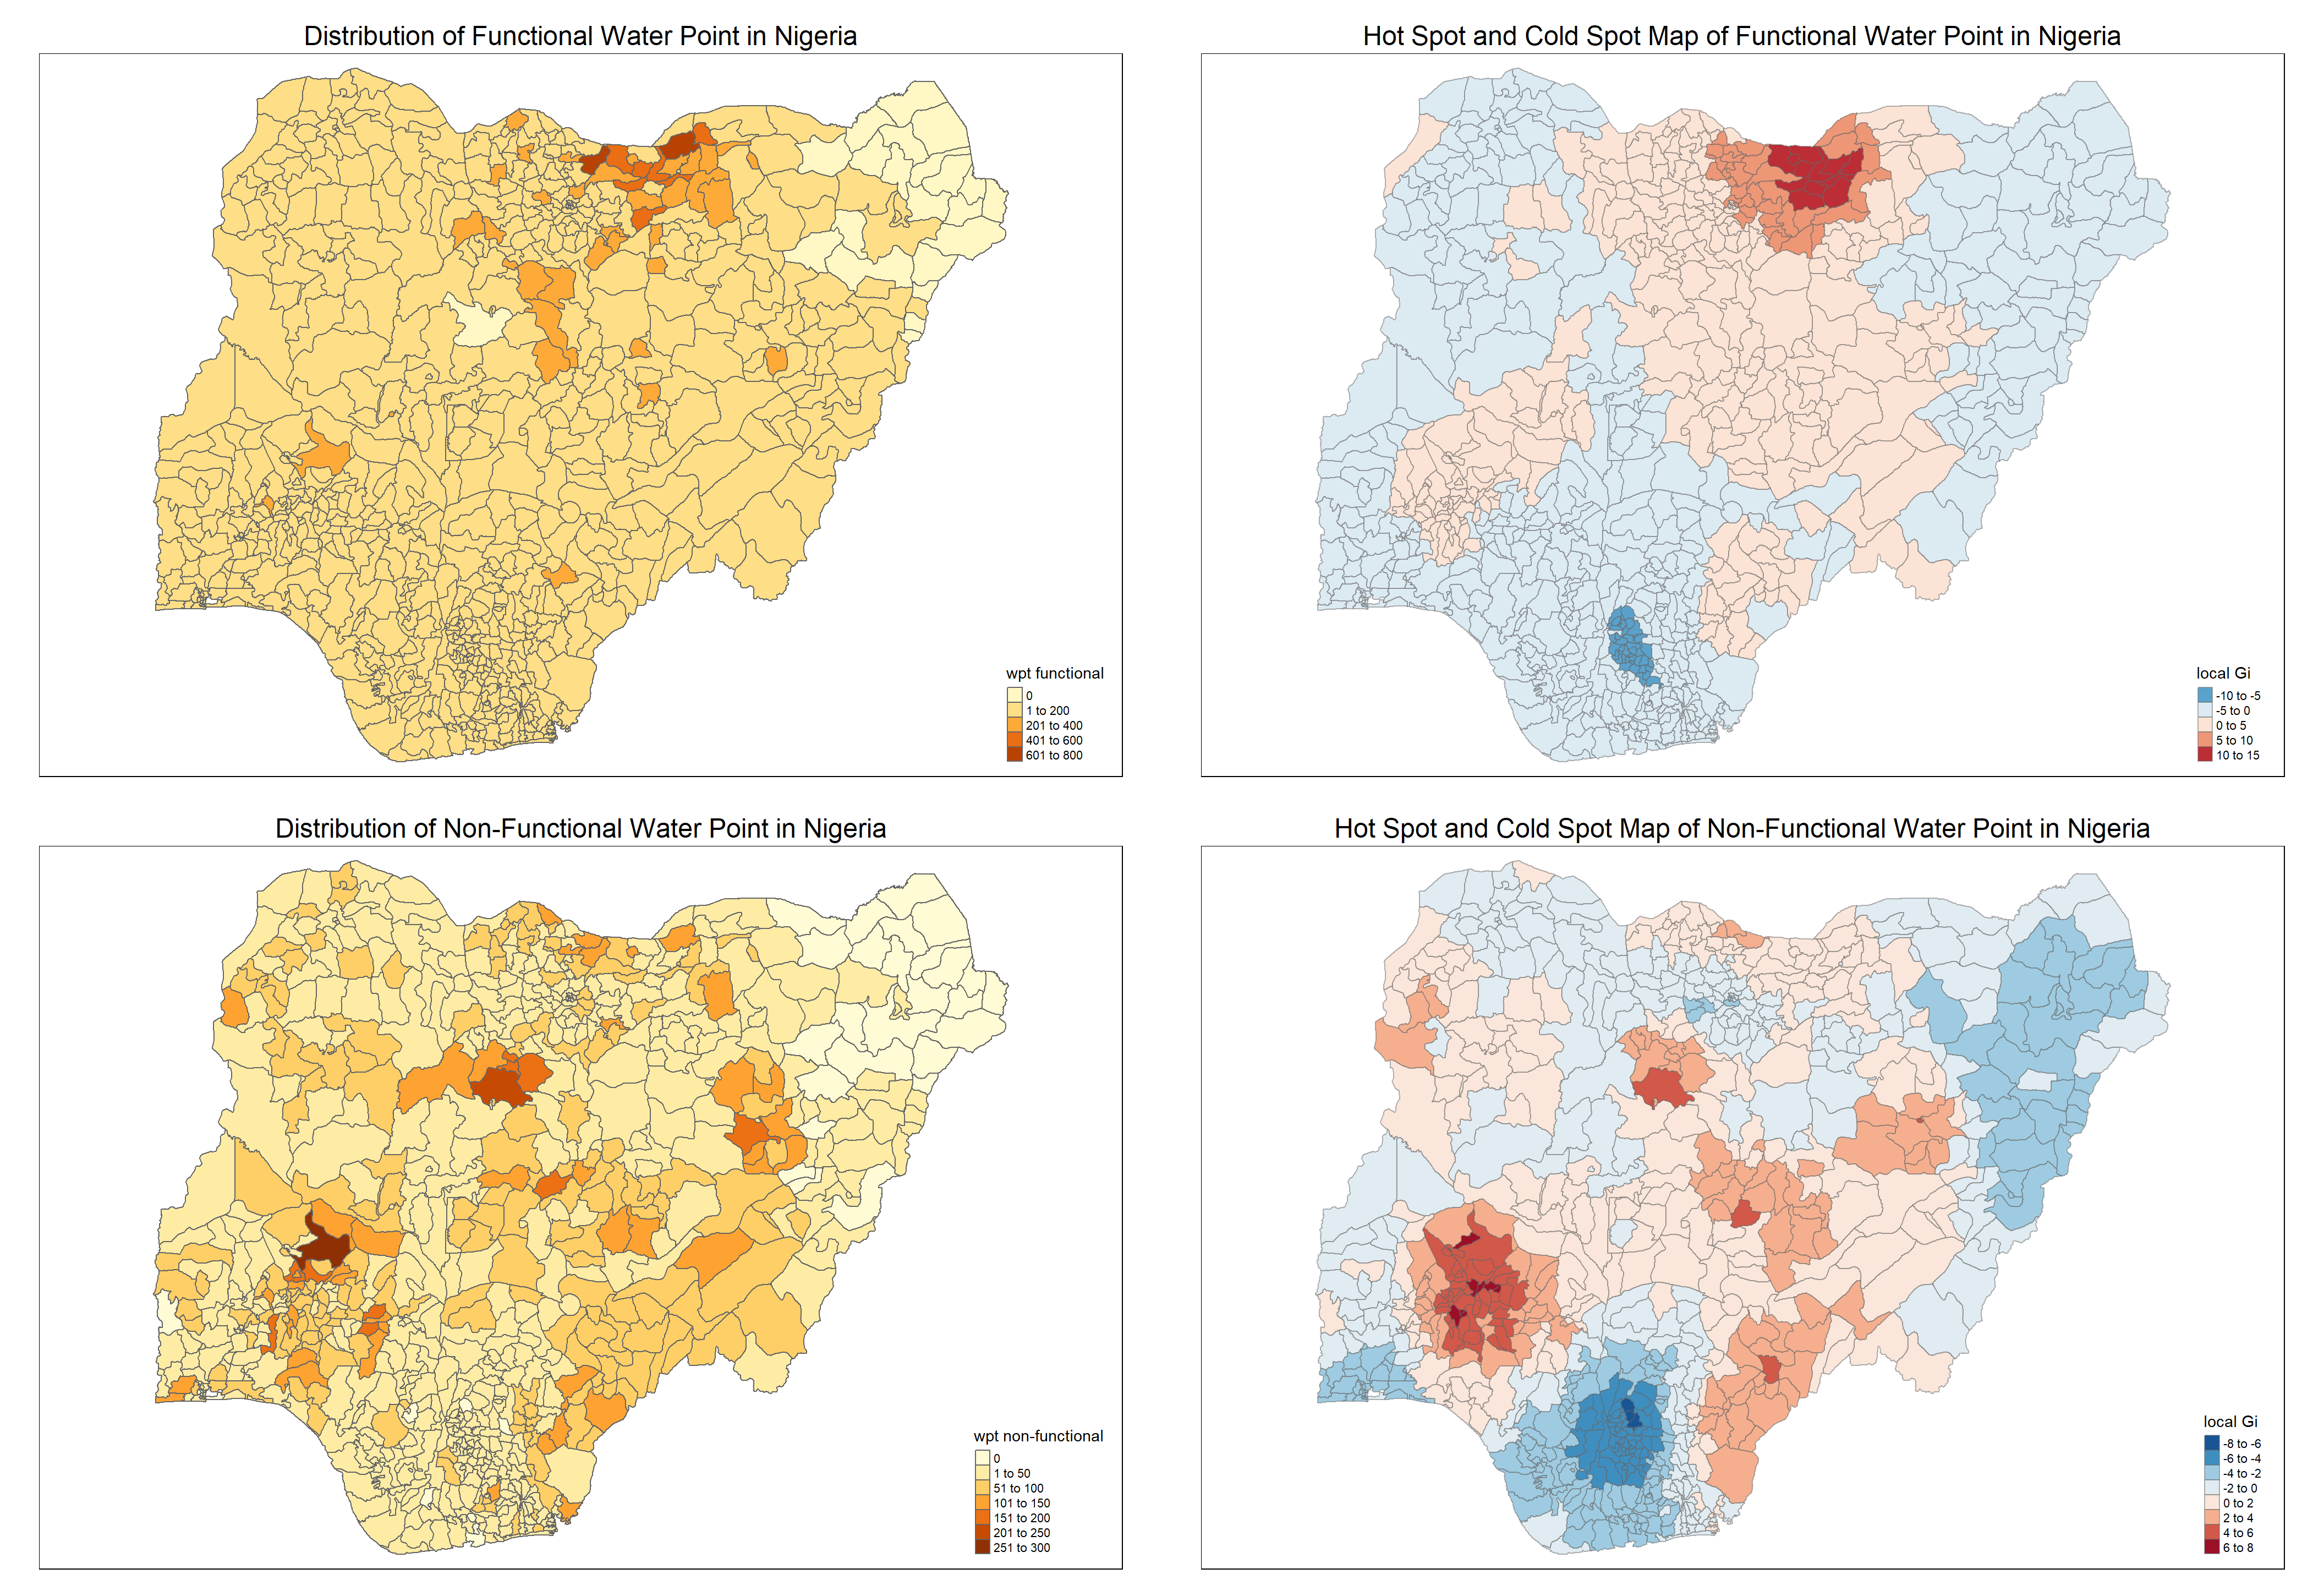 Distribution of Functional Water Point in Nigeria
wpt functional
0
1 to 200
201 to 400
401 to 600
601 to 800
Hot Spot and Cold Spot Map of Functional Water Point in Nigeria
local Gi
-10 to -5
-5 to 0
0 to 5
5 to 10
10 to 15
Distribution of Non-Functional Water Point in Nigeria
wpt non-functional
0
1 to 50
51 to 100
101 to 150
151 to 200
201 to 250
251 to 300
Hot Spot and Cold Spot Map of Non-Functional Water Point in Nigeria
local Gi
-8 to -6
-6 to -4
-4 to -2
-2 to 0
0 to 2
2 to 4
4 to 6
6 to 8